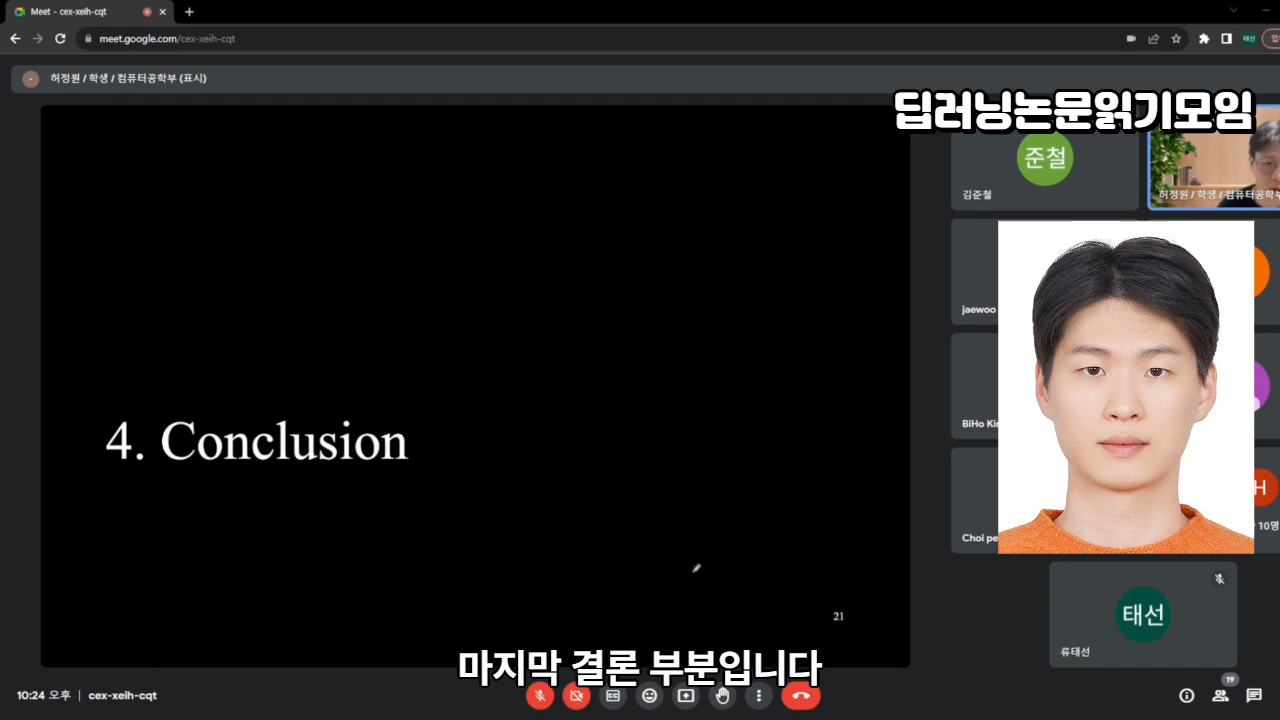 Meet - cex-xeih-cqt
meet.google.com/cex-xeih-cqt
태선
허정원 / 학생 / 컴퓨터공학부 (표시)
딥러닝논문읽기모임
준철
김준철
허정원 / 학생 / 컴퓨터공학부
jaewoo
BiHo Ki
Choi pe
H
10명
4. Conclusion
21
태선
류태선
마지막 결론 부분입니다
10:24 오후 | cex-xeih-cqt
19